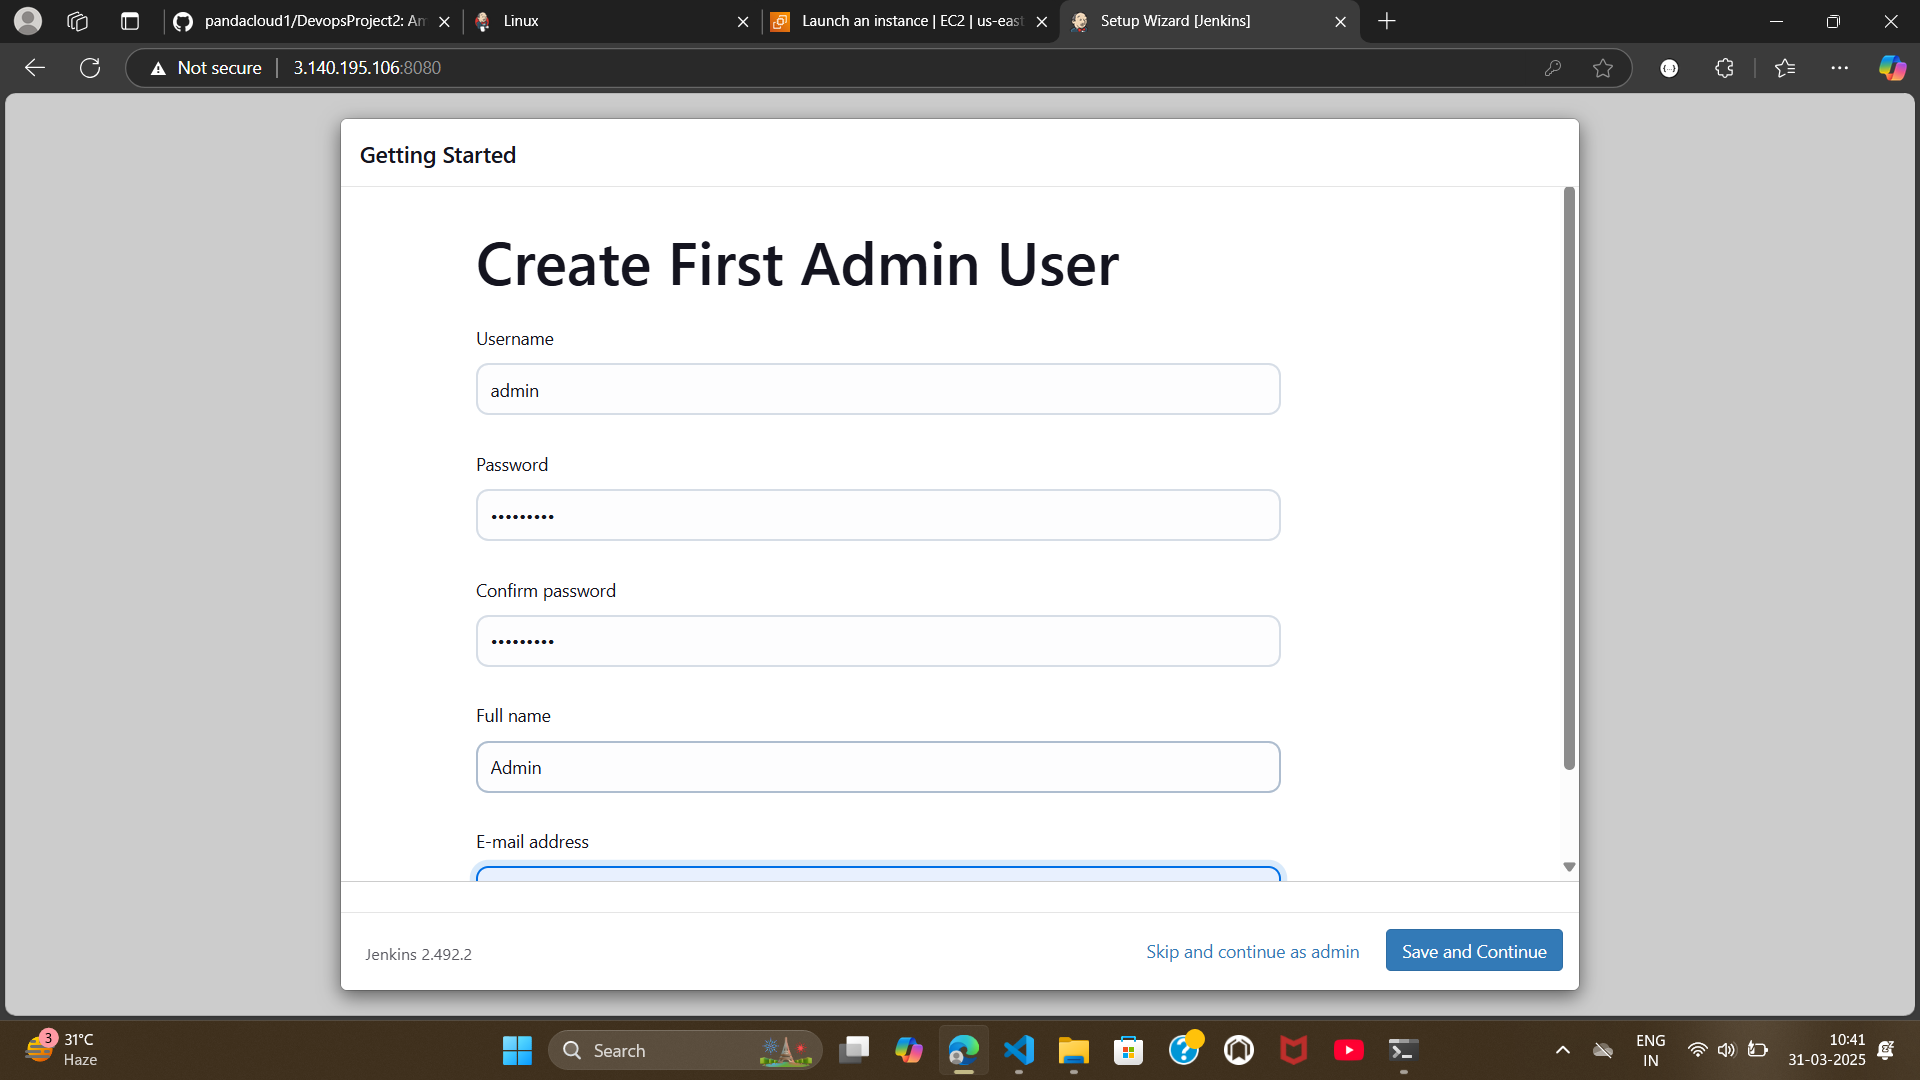 pandacloud1/DevopsProject2: Am
Linux
Launch an instance | EC2 | us-east
Setup Wizard [Jenkins]
Not secure
3.140.195.106:8080
Getting Started
Create First Admin User
Username
admin
Password
•••••••••
Confirm password
•••••••••
Full name
Admin
E-mail address
Jenkins 2.492.2
Skip and continue as admin
Save and Continue
3
31°C
Haze
Search
ENG
IN
10:41
31-03-2025